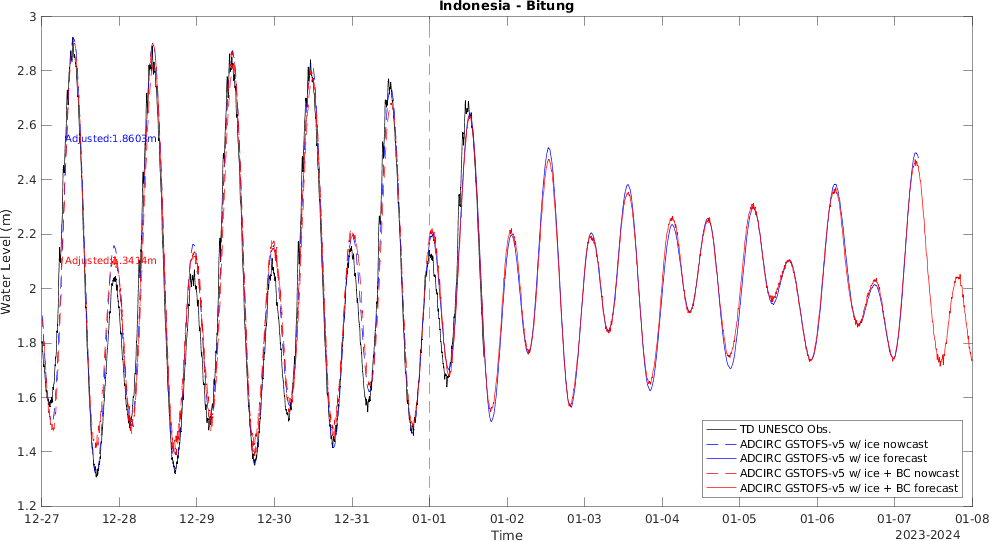 Indonesia - Bitung
3
2.8
2.6
2.4
2.2
2
1.8
1.6
1.4
1.2
Water Level (m)
Adjusted:1.8603m
Adjusted:1.3414m
TD UNESCO Obs.
ADCIRC GSTOFS-v5 w/ ice nowcast
ADCIRC GSTOFS-v5 w/ ice forecast
ADCIRC GSTOFS-v5 w/ ice + BC nowcast
ADCIRC GSTOFS-v5 w/ ice + BC forecast
12-27 12-28 12-29 12-30 12-31 01-01 01-02 01-03 01-04 01-05 01-06 01-07 01-08
Time
2023-2024